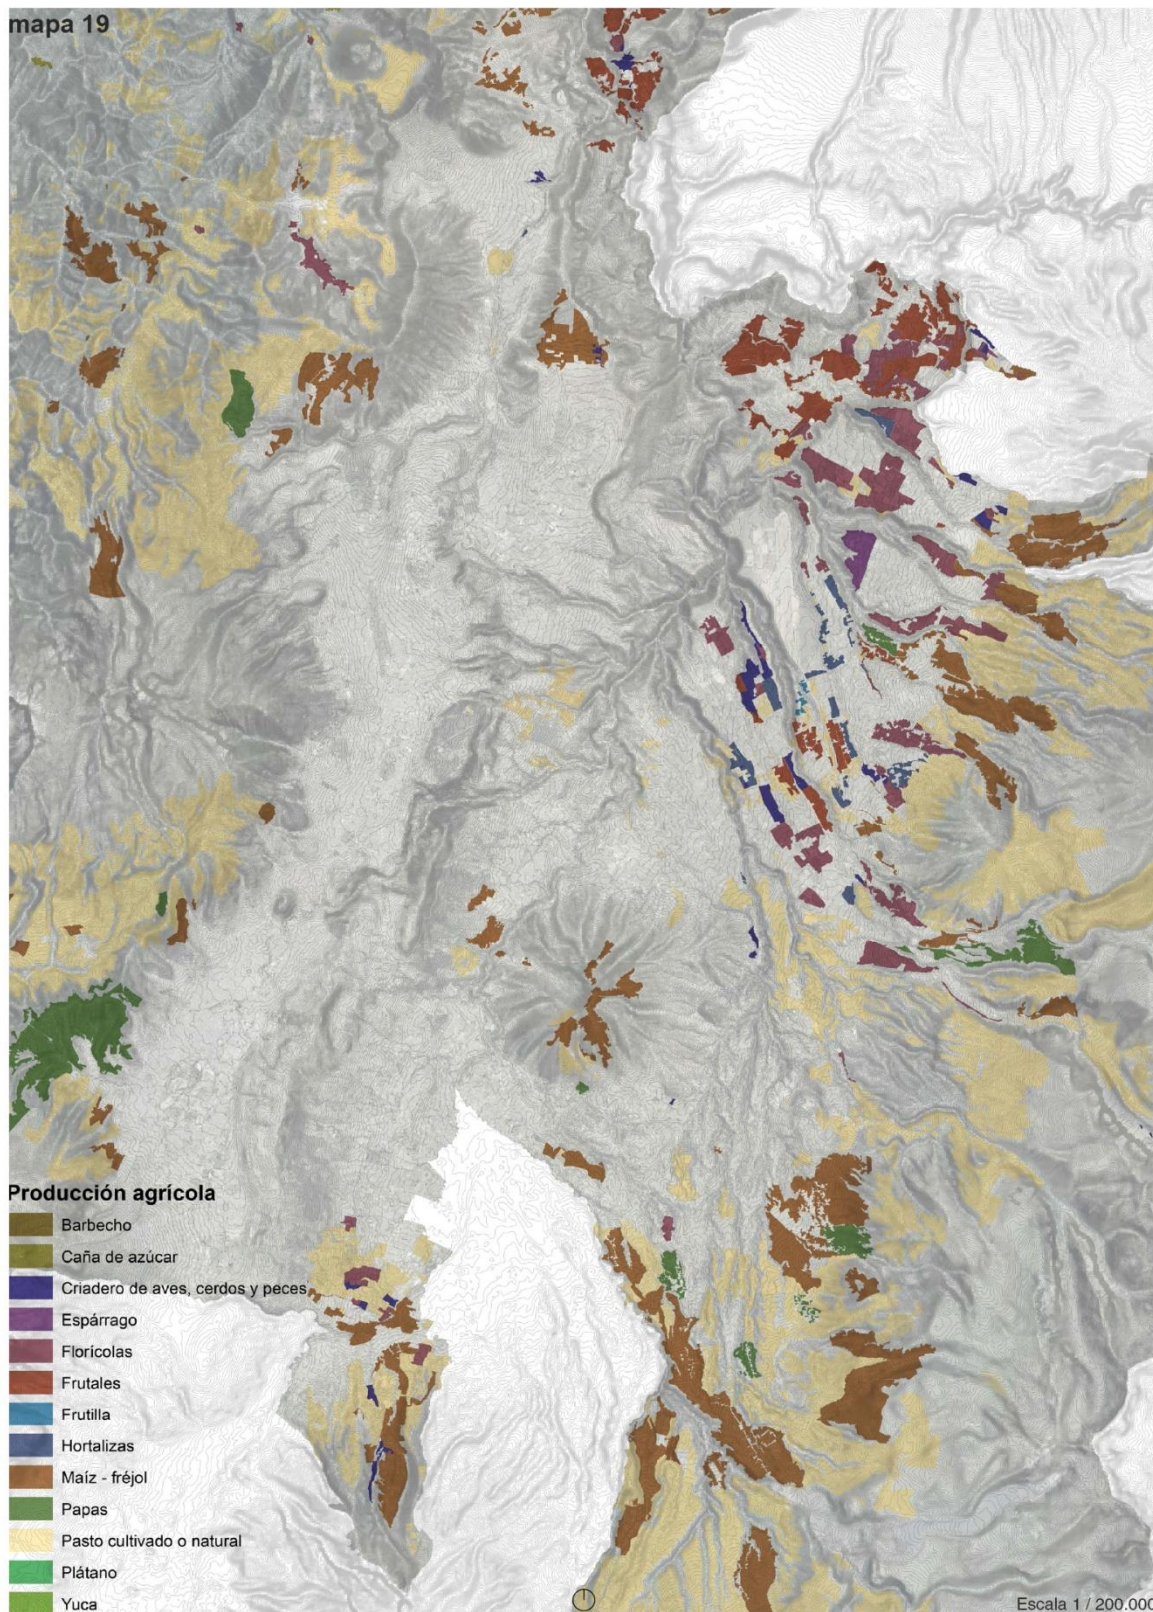 mapa 19
Producción agrícola
Barbecho
Caña de azúcar
Criadero de aves, cerdos y peces
Espárrago
Florícolas
Frutales
Frutilla
Hortalizas
Maíz - fréjol
Papas
Pasto cultivado o natural
Plátano
Yuca
Escala 1 / 200.000